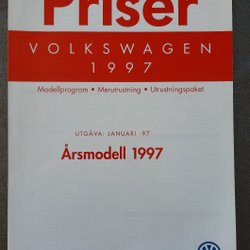 Priser
VOLKSWAGEN
1997
Modellprogram • Merutrustning • Utrustningspaket
UTGÅVA: JANUARI -97
Årsmodell 1997